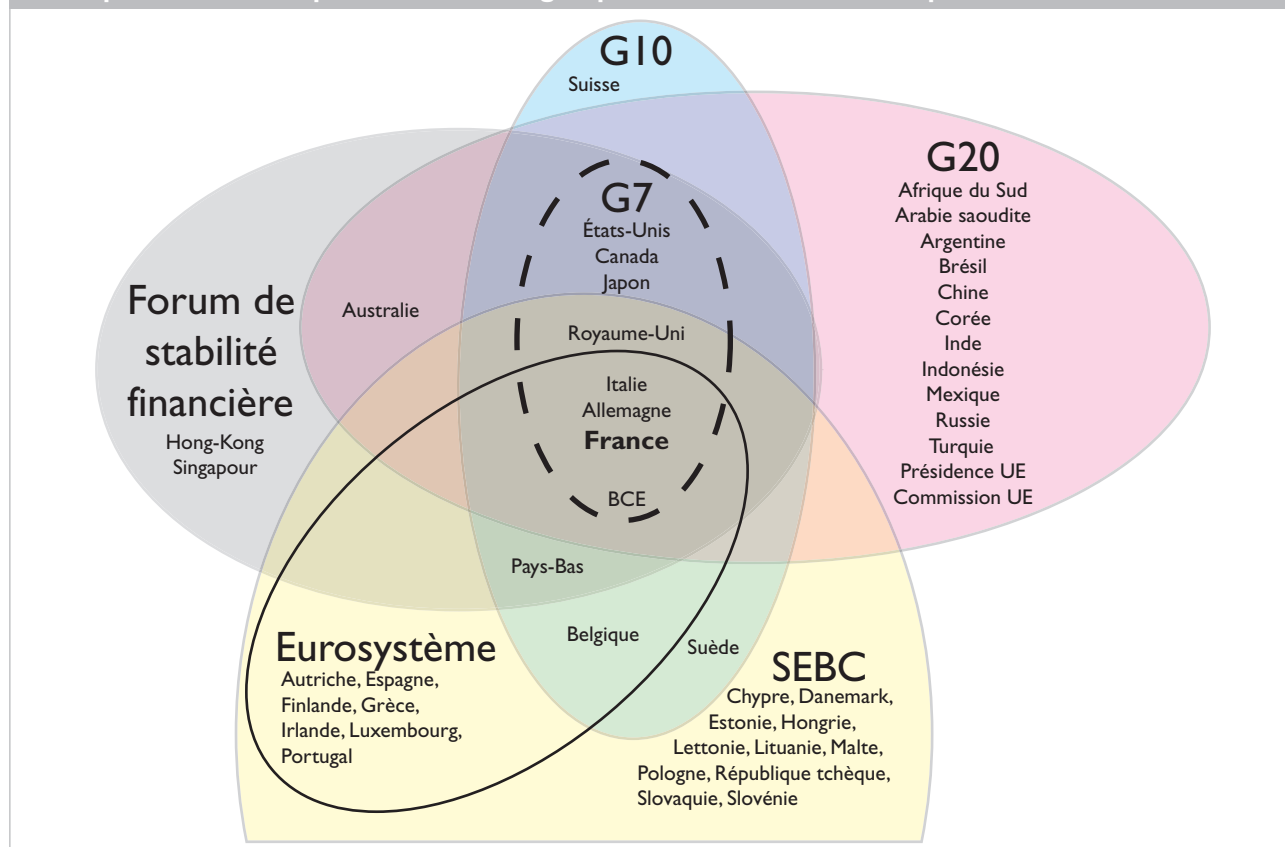 G10
Suisse
G20
Afrique du Sud
Arabie saoudite
Argentine
Brésil
Chine
Corée
Inde
Indonésie
Mexique
Russie
Turquie
Présidence UE
Commission UE
G7
États-Unis
Canada
Japon
Royaume-Uni
Italie
Allemagne
France
BCE
Australie
Forum de
stabilité
financière
Hong-Kong
Singapour
Pays-Bas
Belgique
Suède
Eurosystème
Autriche, Espagne,
Finlande, Grèce,
Irlande, Luxembourg,
Portugal
SEBC
Chypre, Danemark,
Estonie, Hongrie,
Lettonie, Lituanie, Malte,
Pologne, République tchèque,
Slovaquie, Slovénie